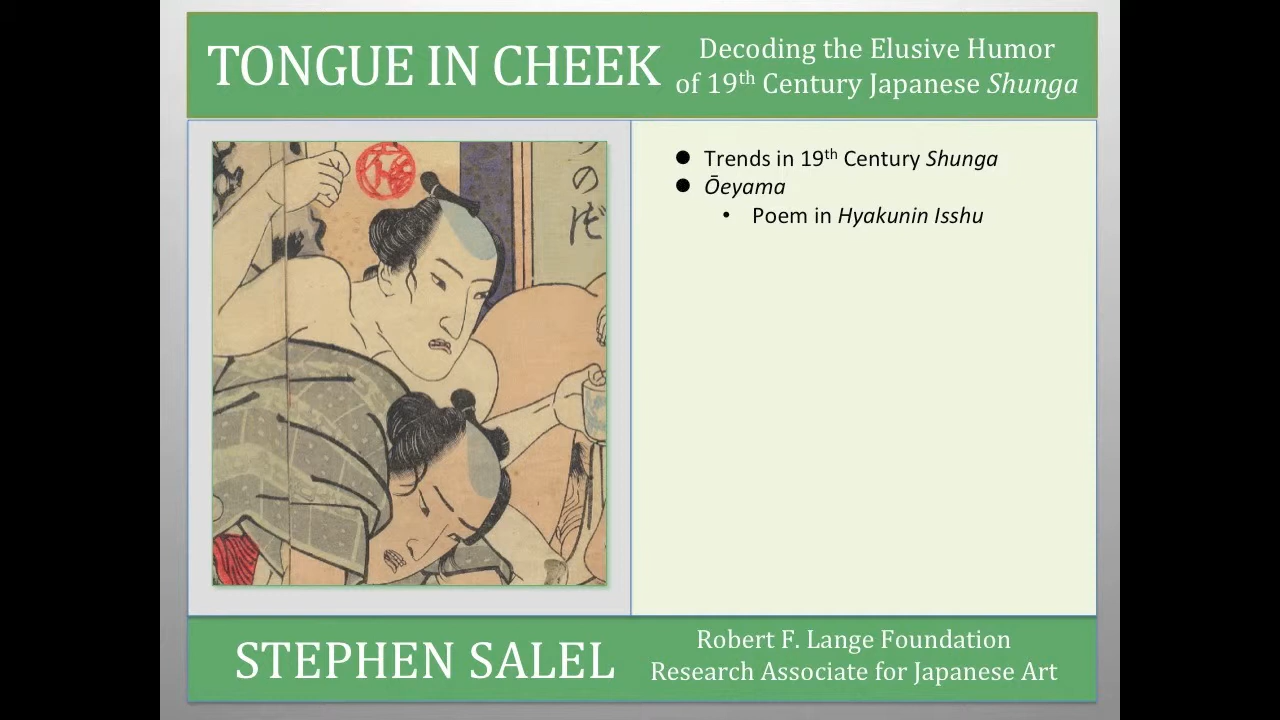 TONGUE IN CHEEK
Decoding the Elusive Humor
of 19th Century Japanese Shunga
の
● Trends in 19th Century Shunga
● Ōeyama
• Poem in Hyakunin Isshu
STEPHEN SALEL
Robert F. Lange Foundation
Research Associate for Japanese Art